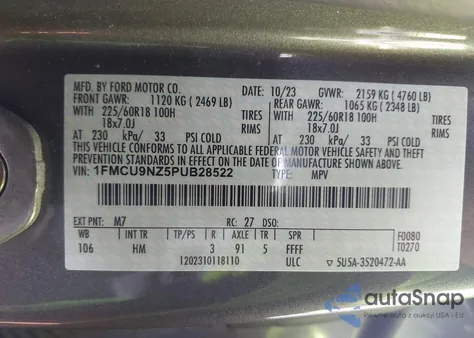 MFD. BY FORD MOTOR CO. 10/23 GVWR: 2159 KG (4760 LB)
FRONT GAWR: 1120 KG (2469 LB) REAR GAWR: 1065 KG (2348 LB)
WITH 225/60R18 100H TIRES WITH 225/60R18 100H TIRES
18x7.0J RIMS 18x7.0J RIMS
AT 230 kPa/ 33 PSI COLD AT 230 kPa/ 33 PSI COLD
THIS VEHICLE CONFORMS TO ALL APPLICABLE FEDERAL MOTOR VEHICLE SAFETY AND THEFT PREVENTION STANDARDS IN EFFECT ON THE DATE OF MANUFACTURE SHOWN ABOVE.
VIN: 1FMCU9NZ5PUB28522 TYPE: MPV
EXT PNT: M7 RC: 27 DSO:
WB INT TR TP/PS R AXLE TR SPR F0080
106 HM 3 91 5 FFFF T0270
1202310118110 ULC ▽ 5U5A-3520472-AA
autoSnap
Pewne auto z USA i EU